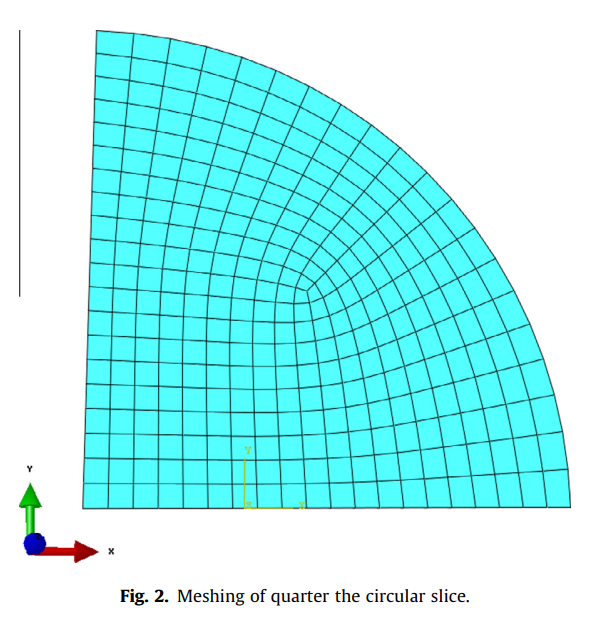 Y
X
Y
X
Fig. 2. Meshing of quarter the circular slice.